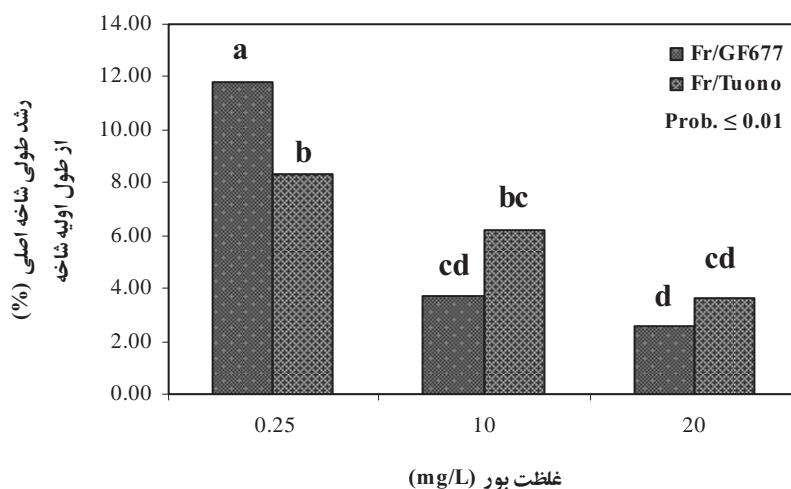 14.00
12.00
10.00
8.00
6.00
4.00
2.00
0.00
رشد طولی شاخه اصلی (%)
از طول اولیه شاخه
a
b
cd
bc
d
cd
Fr/GF677
Fr/Tuono
Prob. ≤ 0.01
0.25
10
20
غلظت بور (mg/L)